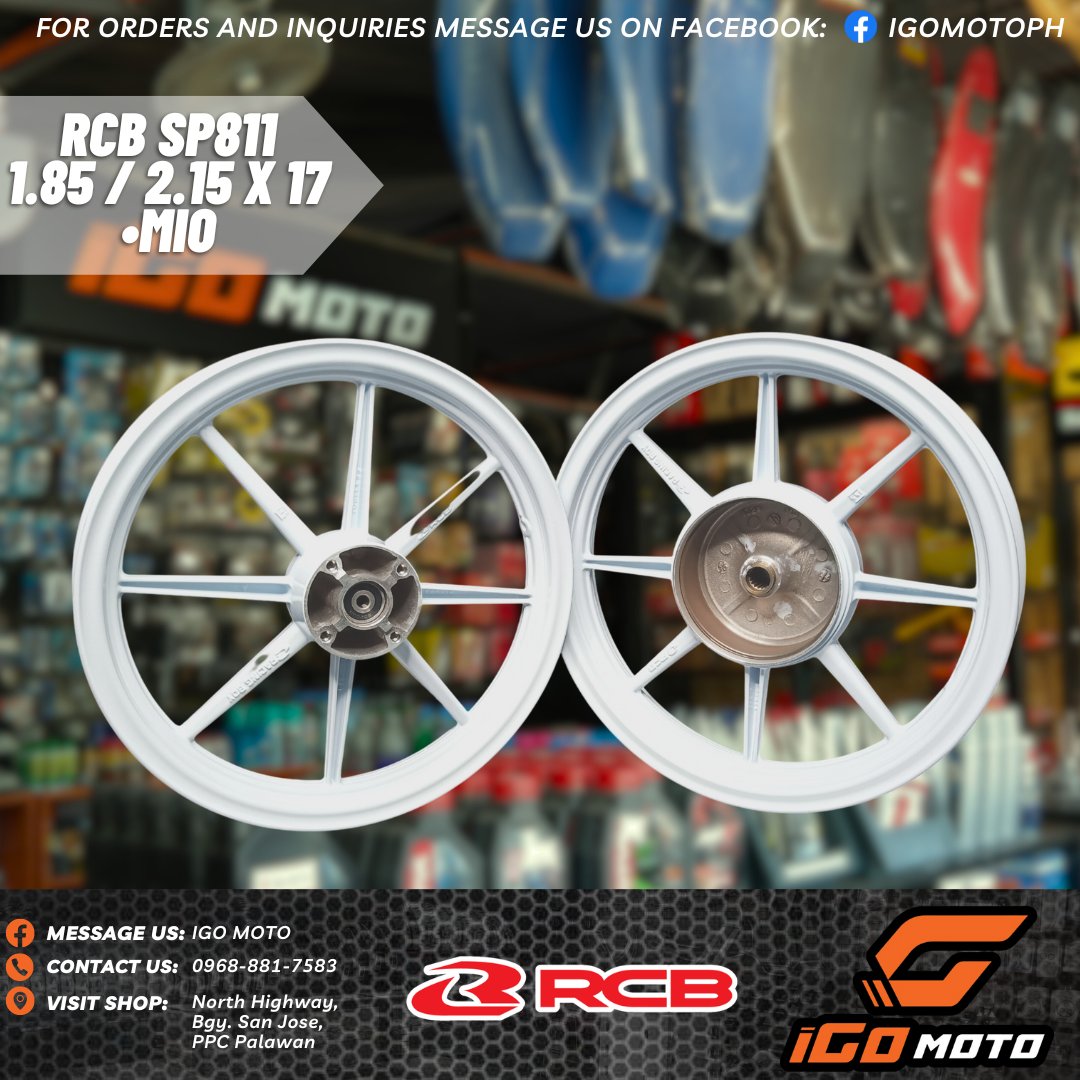 FOR ORDERS AND INQUIRIES MESSAGE US ON FACEBOOK: IGOMOTOPH
RCB SP811
1.85 / 2.15 X 17
•MIO
iGO MOTO
MESSAGE US: IGO MOTO
CONTACT US: 0968-881-7583
VISIT SHOP: North Highway,
Bgy. San Jose,
PPC Palawan
RCB
iGO MOTO